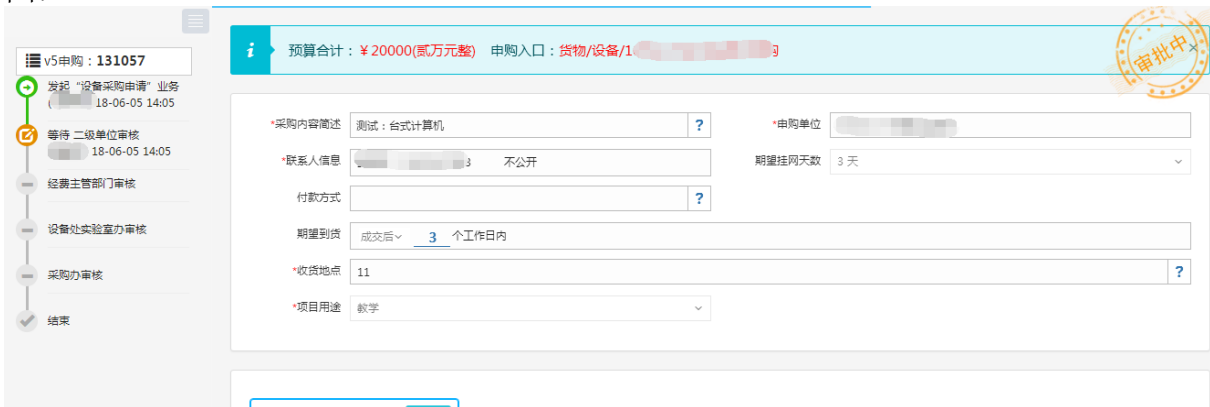 v5申购：131057
发起 "设备采购申请" 业务
( 18-06-05 14:05
等待 二级单位审核
18-06-05 14:05
经费主管部门审核
设备处实验室办审核
采购办审核
结束
i 预算合计：¥20000(贰万元整) 申购入口：货物/设备/1
审批中
×
*采购内容简述 测试：台式计算机 ? *申购单位
*联系人信息 3 不公开 期望挂网天数 3 天
付款方式 ?
期望到货 成交后 3 个工作日内
*收货地点 11 ?
*项目用途 教学